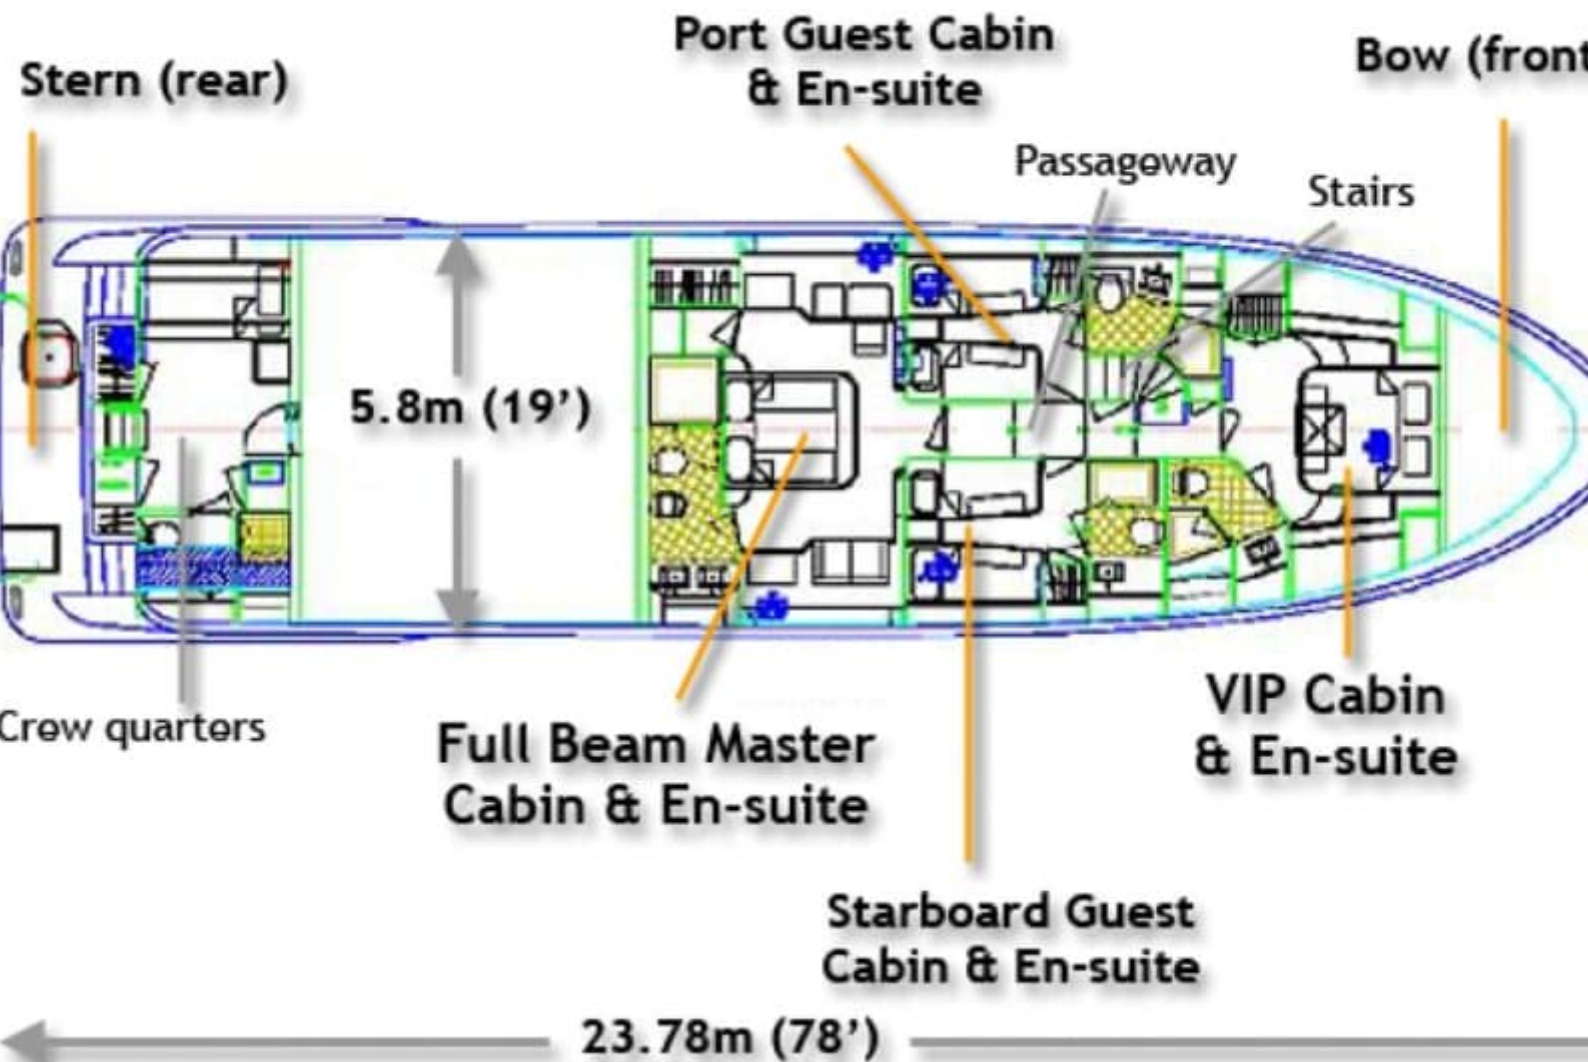 Port Guest Cabin
& En-suite
Stern (rear)
Bow (front
Passageway
Stairs
5.8m (19')
Crew quarters
Full Beam Master
Cabin & En-suite
VIP Cabin
& En-suite
Starboard Guest
Cabin & En-suite
23.78m (78')